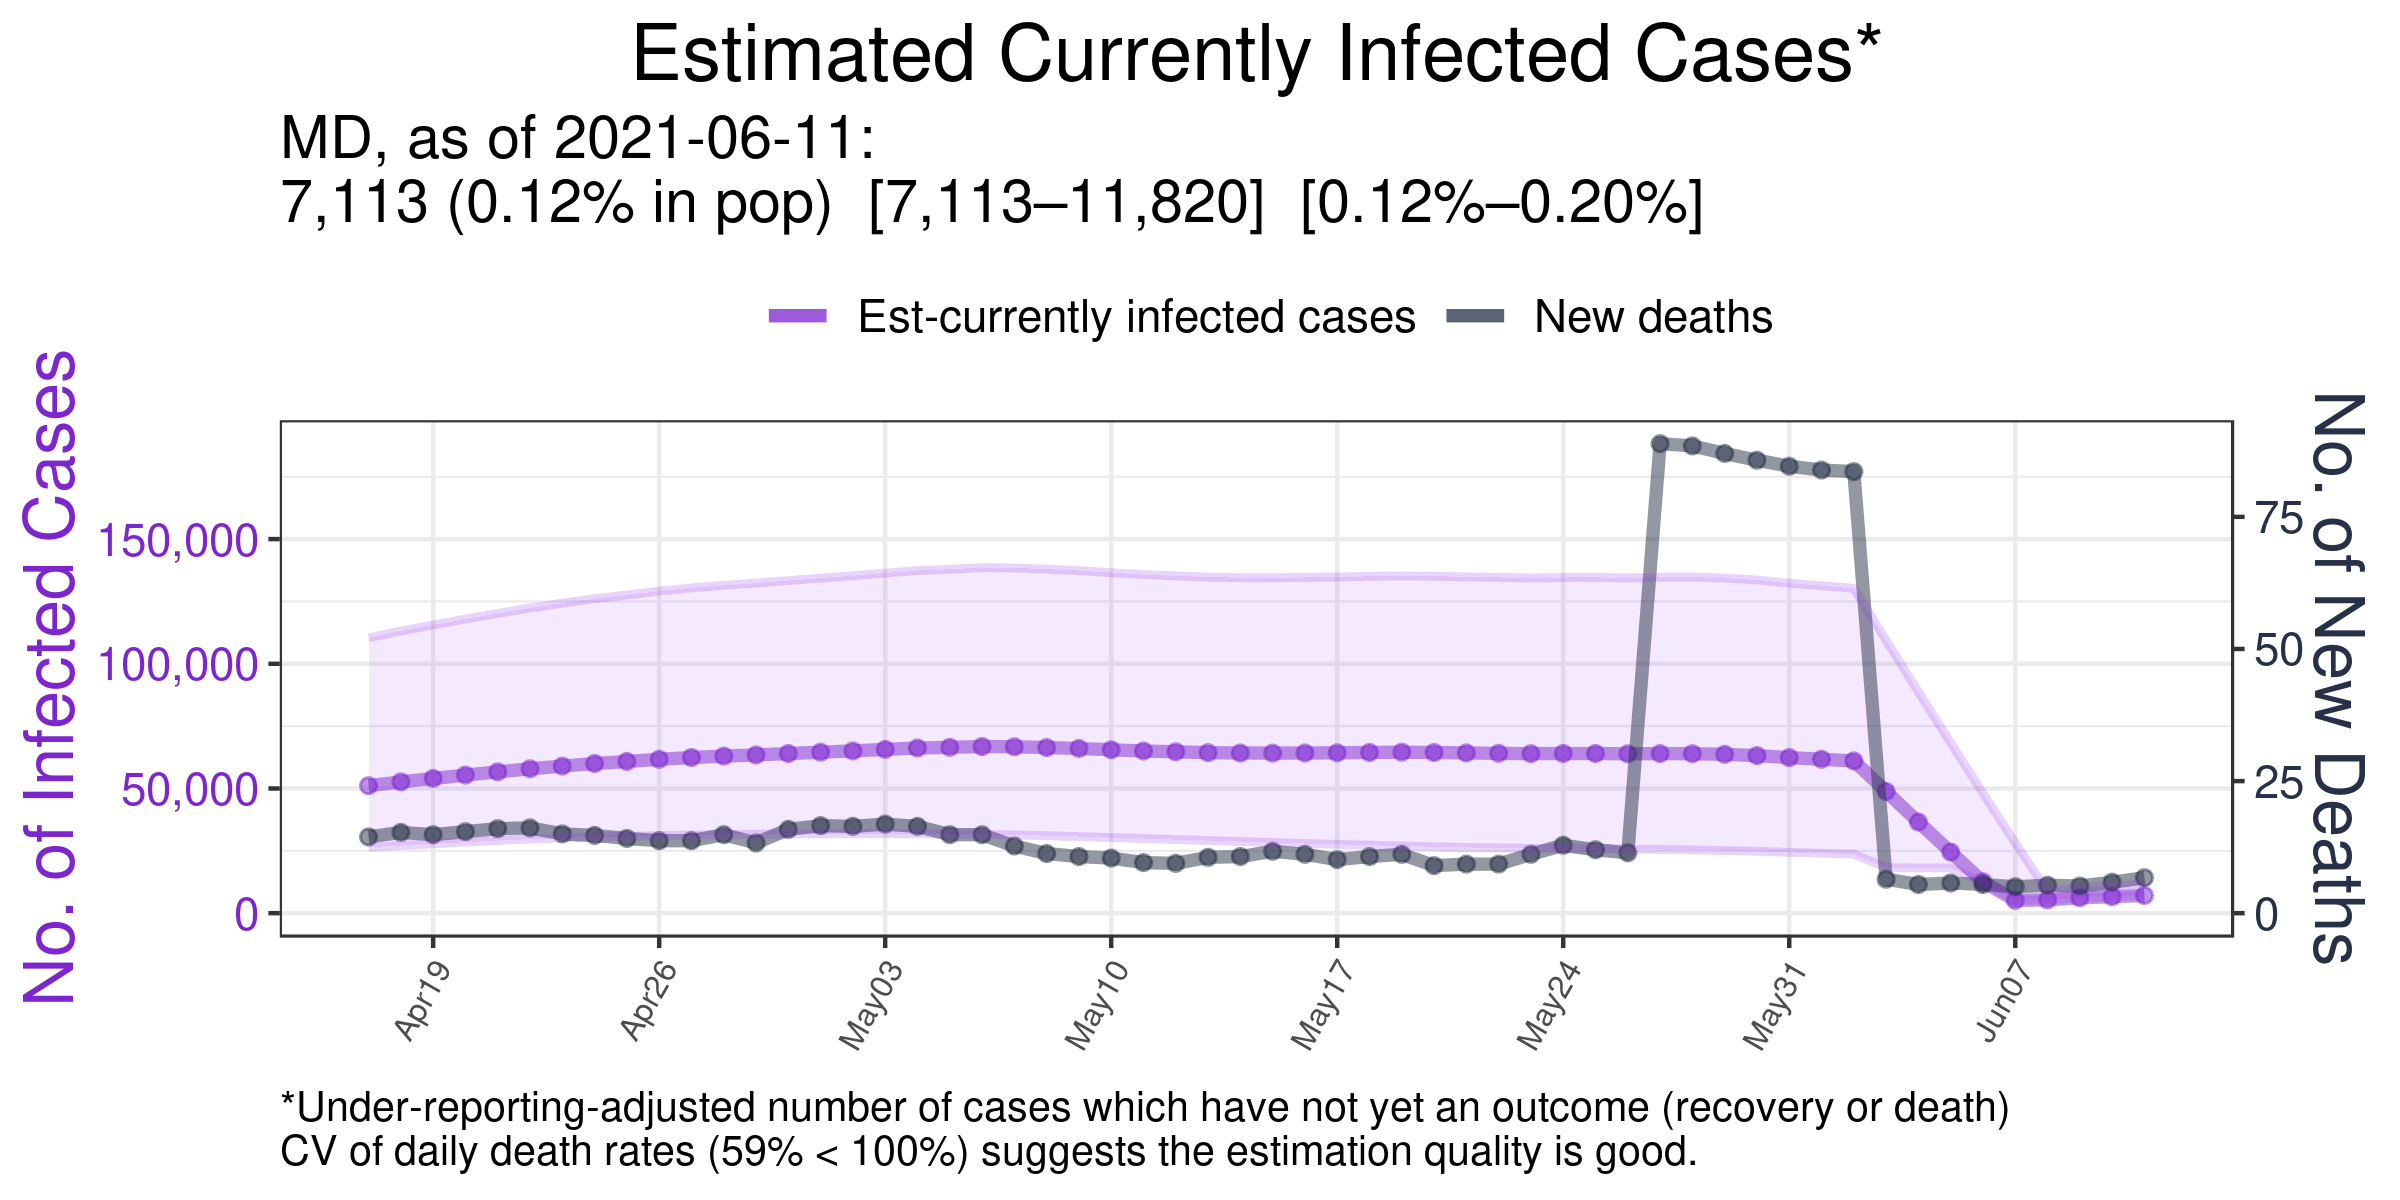 Estimated Currently Infected Cases*
MD, as of 2021-06-11:
7,113 (0.12% in pop) [7,113–11,820] [0.12%–0.20%]
Est-currently infected cases
New deaths
No. of Infected Cases
150,000
100,000
50,000
0
75
50
25
0
No. of New Deaths
Apr19
Apr26
May03
May10
May17
May24
May31
Jun07
*Under-reporting-adjusted number of cases which have not yet an outcome (recovery or death)
CV of daily death rates (59% < 100%) suggests the estimation quality is good.